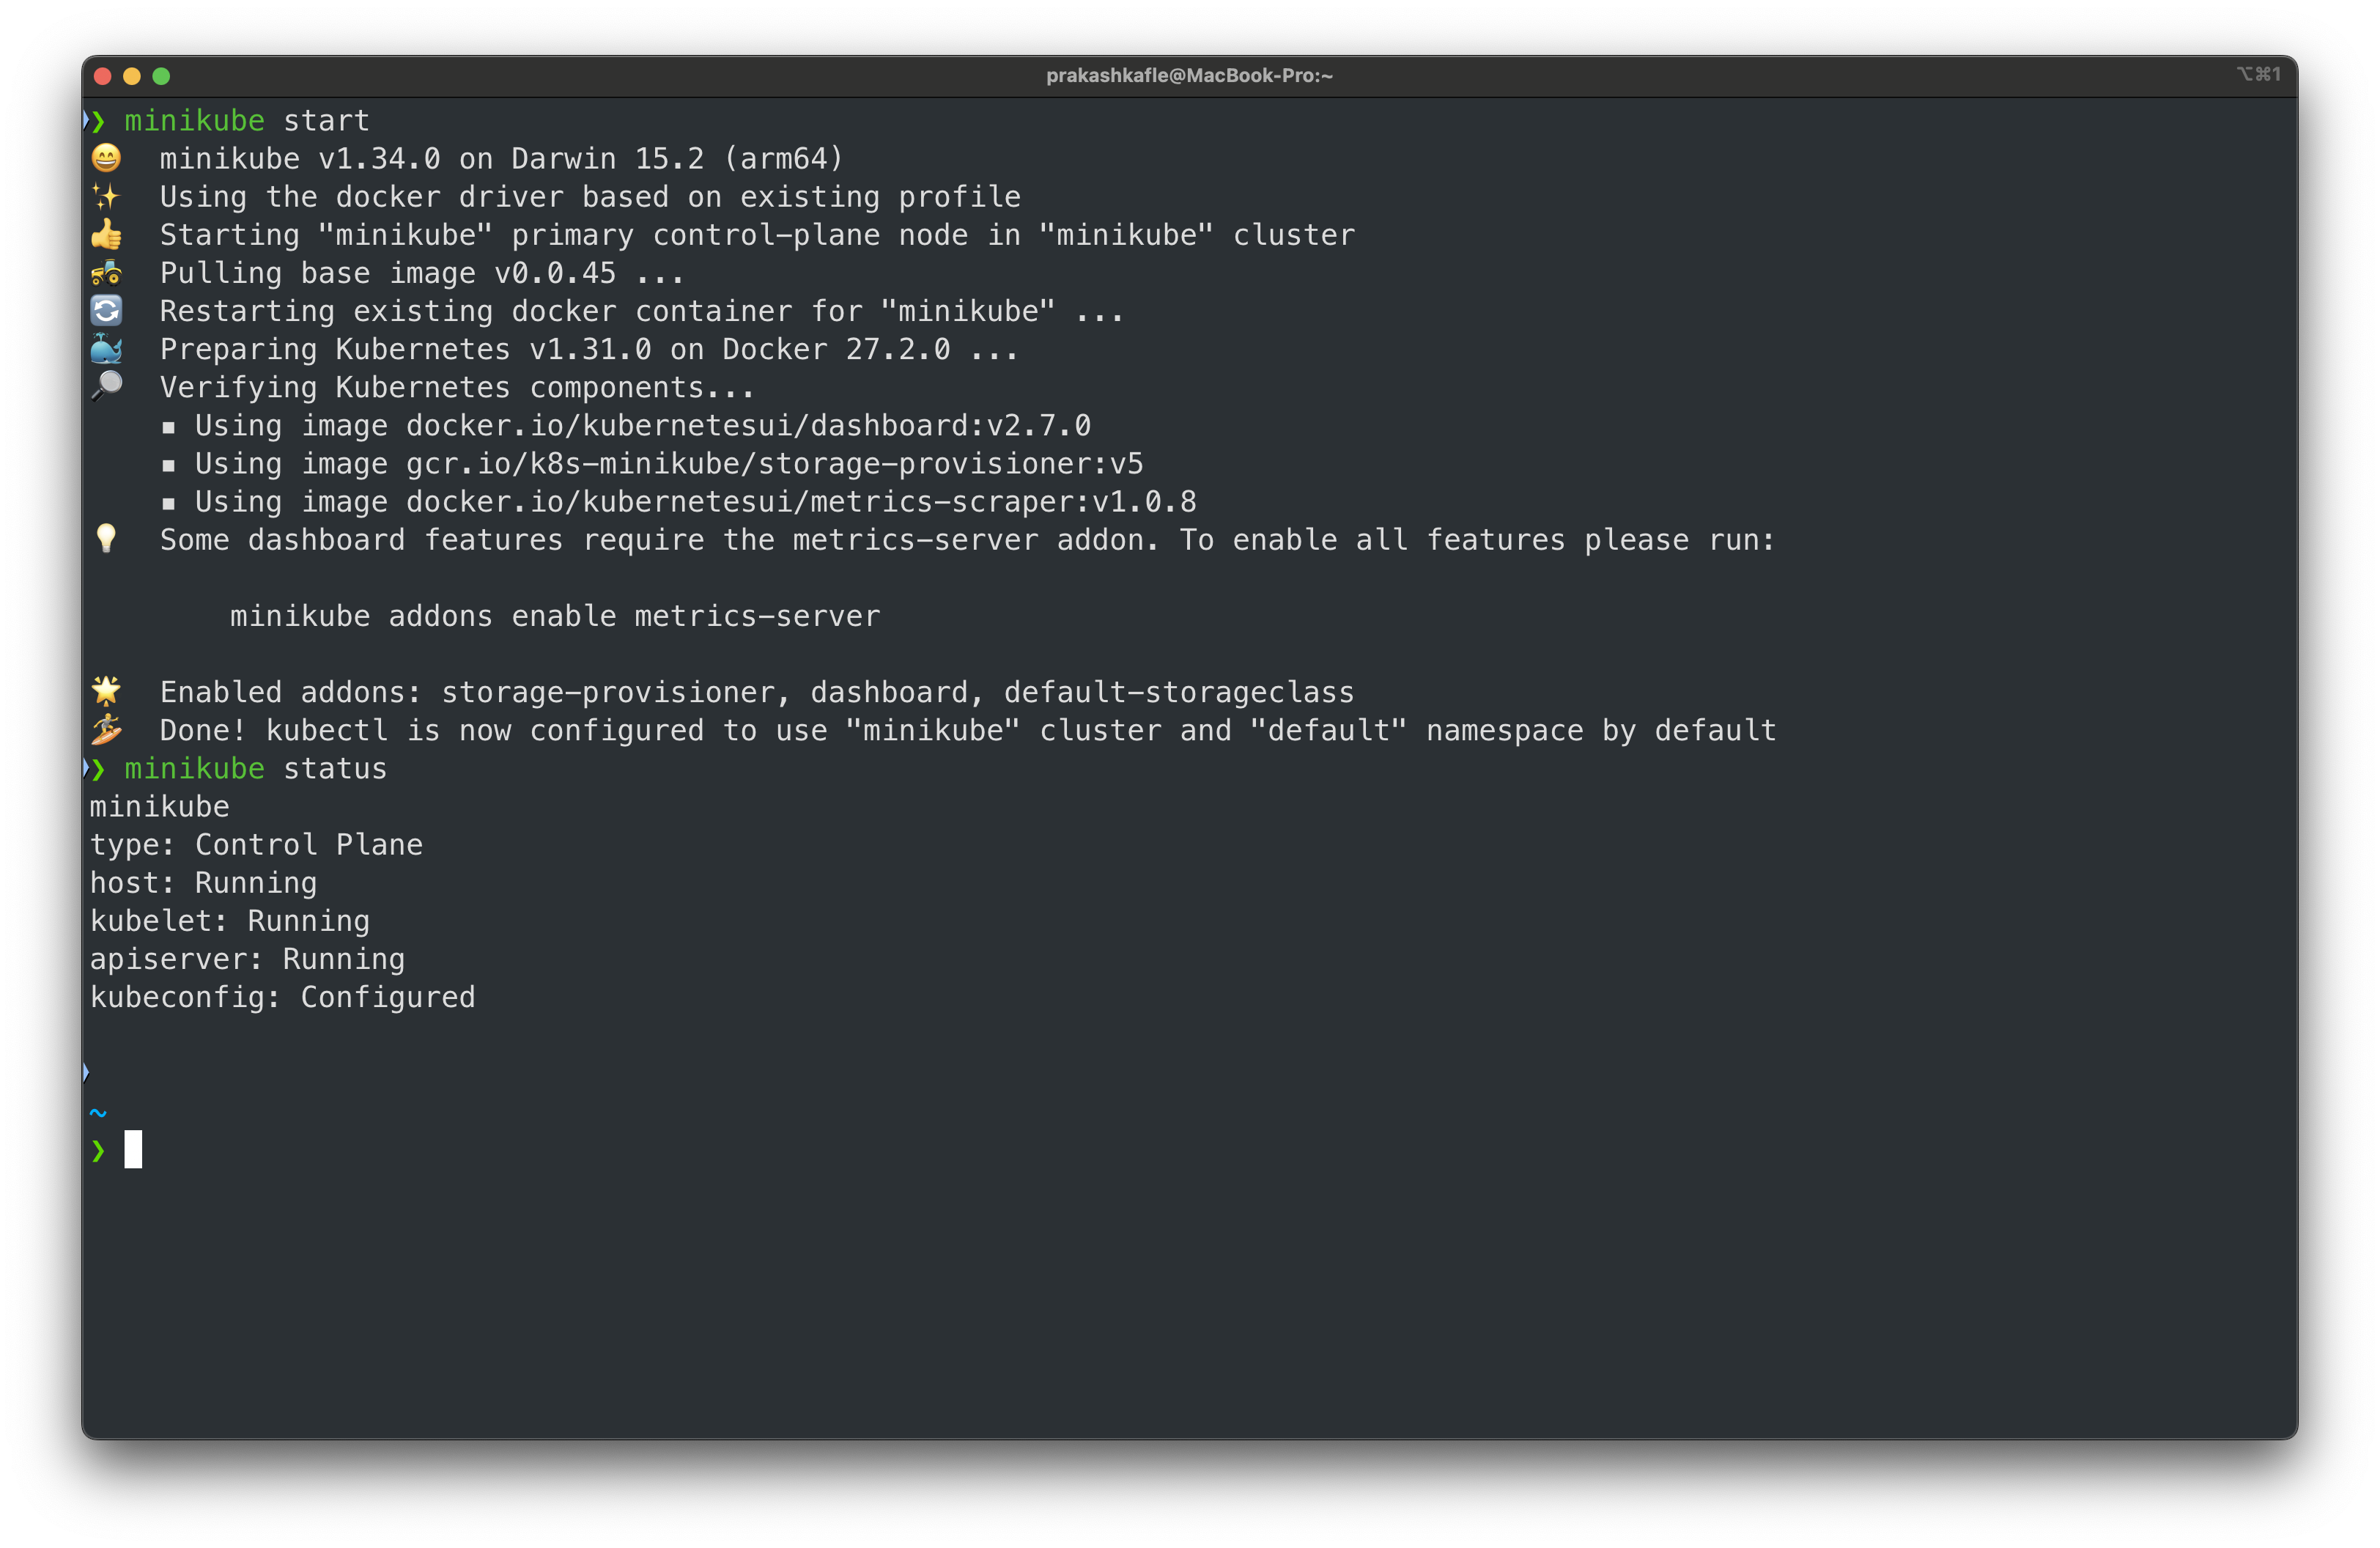 prakashkafle@MacBook-Pro:~
⌥⌘1
❯ minikube start
😄  minikube v1.34.0 on Darwin 15.2 (arm64)
✨  Using the docker driver based on existing profile
👍  Starting "minikube" primary control-plane node in "minikube" cluster
🚜  Pulling base image v0.0.45 ...
🔄  Restarting existing docker container for "minikube" ...
🐳  Preparing Kubernetes v1.31.0 on Docker 27.2.0 ...
🔎  Verifying Kubernetes components...
    ▪ Using image docker.io/kubernetesui/dashboard:v2.7.0
    ▪ Using image gcr.io/k8s-minikube/storage-provisioner:v5
    ▪ Using image docker.io/kubernetesui/metrics-scraper:v1.0.8
💡  Some dashboard features require the metrics-server addon. To enable all features please run:
        minikube addons enable metrics-server
🌟  Enabled addons: storage-provisioner, dashboard, default-storageclass
🏄  Done! kubectl is now configured to use "minikube" cluster and "default" namespace by default
❯ minikube status
minikube
type: Control Plane
host: Running
kubelet: Running
apiserver: Running
kubeconfig: Configured
~
❯